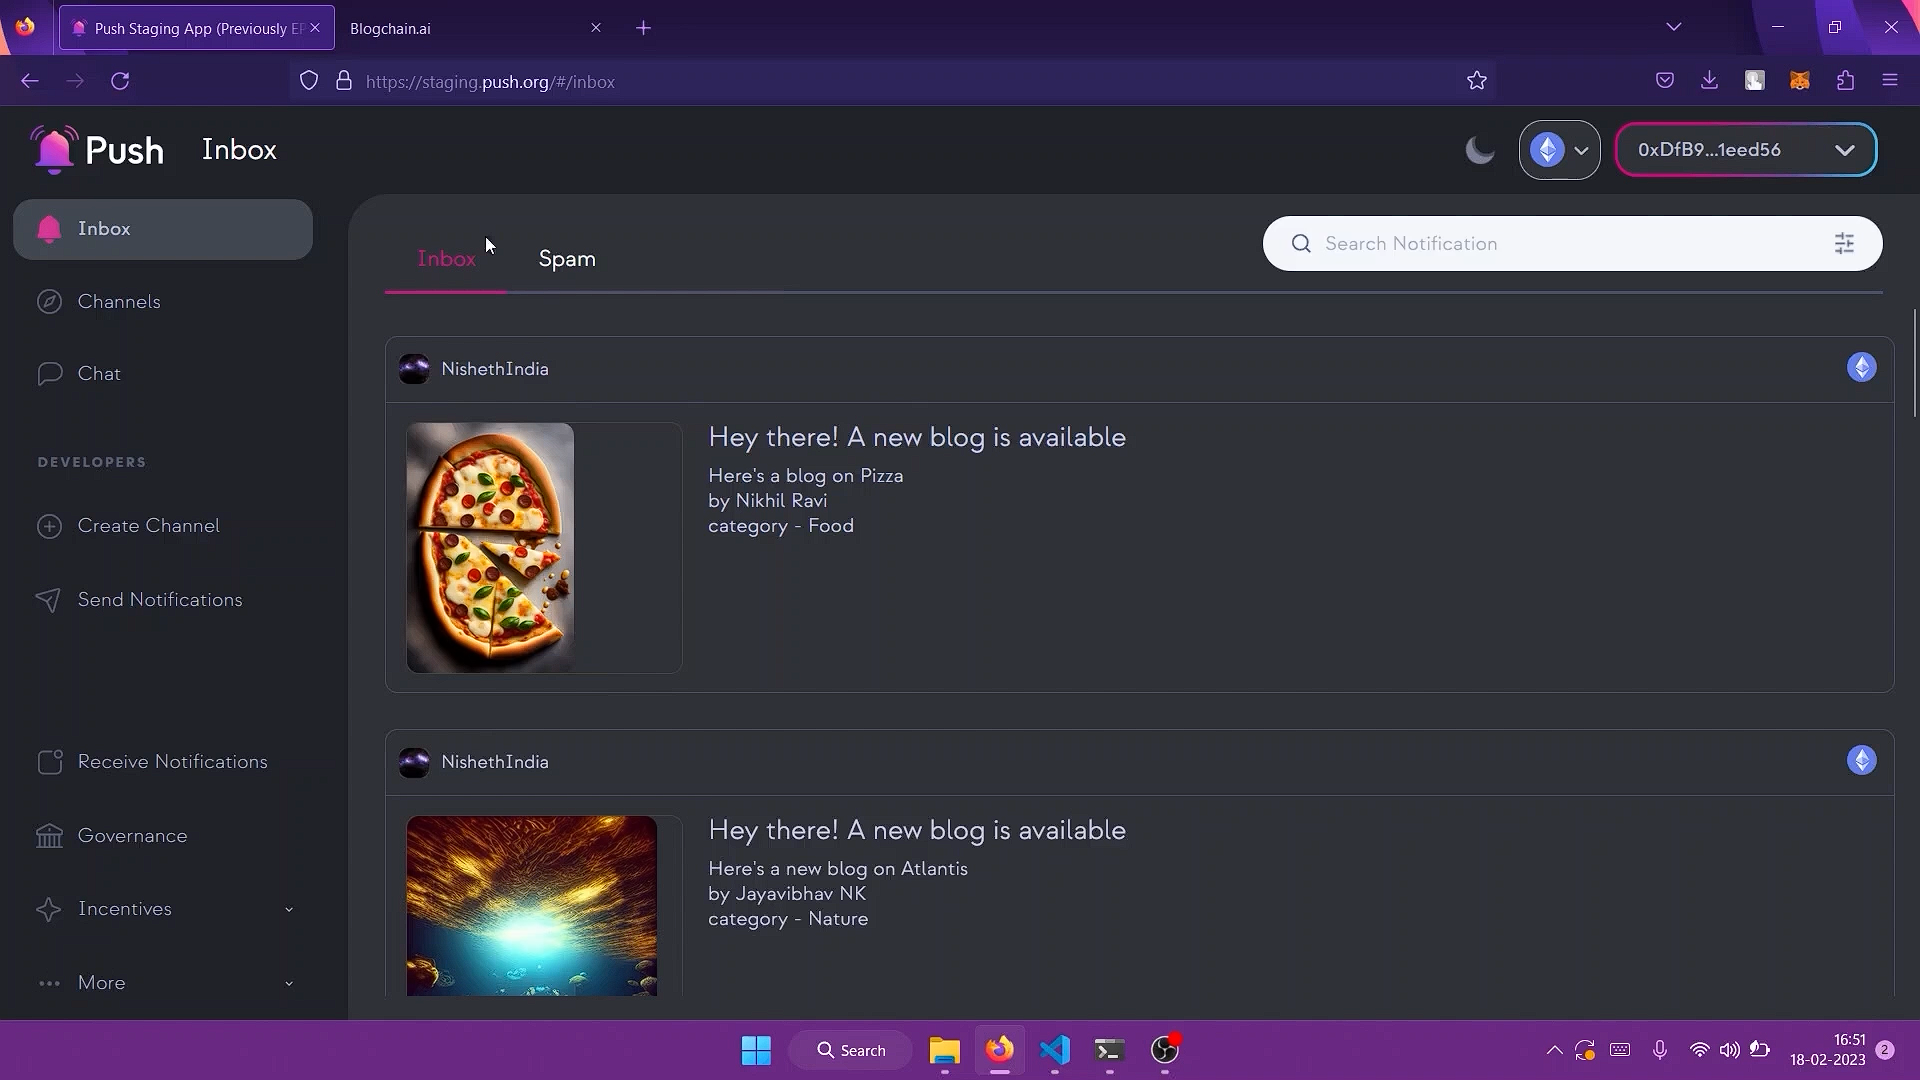 Push Staging App (Previously EP
Blogchain.ai
https://staging.push.org/#/inbox
Push
Inbox
0xDfB9...1eed56
Inbox
Channels
Chat
DEVELOPERS
Create Channel
Send Notifications
Receive Notifications
Governance
Incentives
More
Inbox
Spam
Search Notification
NishethIndia
Hey there! A new blog is available
Here's a blog on Pizza
by Nikhil Ravi
category - Food
NishethIndia
Hey there! A new blog is available
Here's a new blog on Atlantis
by Jayavibhav NK
category - Nature
Search
16:51
18-02-2023
2